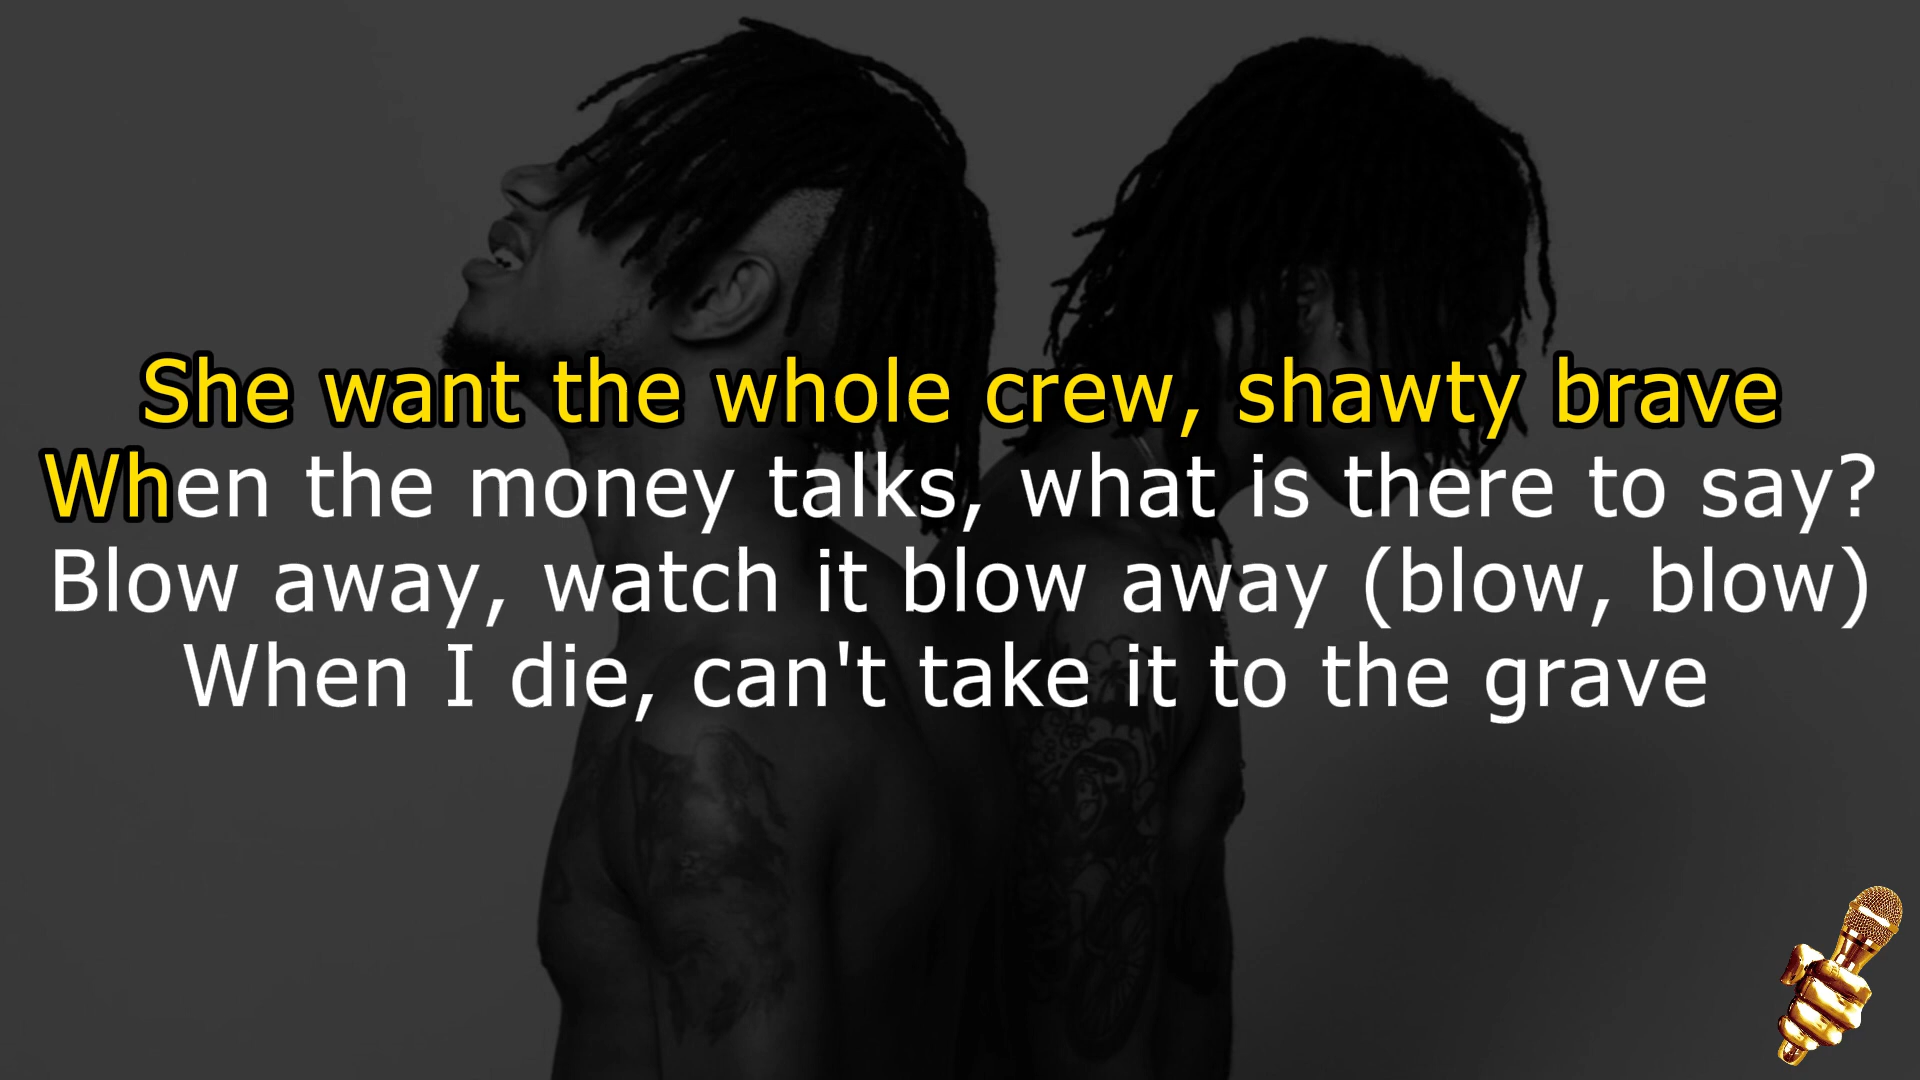 She want the whole crew, shawty brave
When the money talks, what is there to say?
Blow away, watch it blow away (blow, blow)
When I die, can't take it to the grave